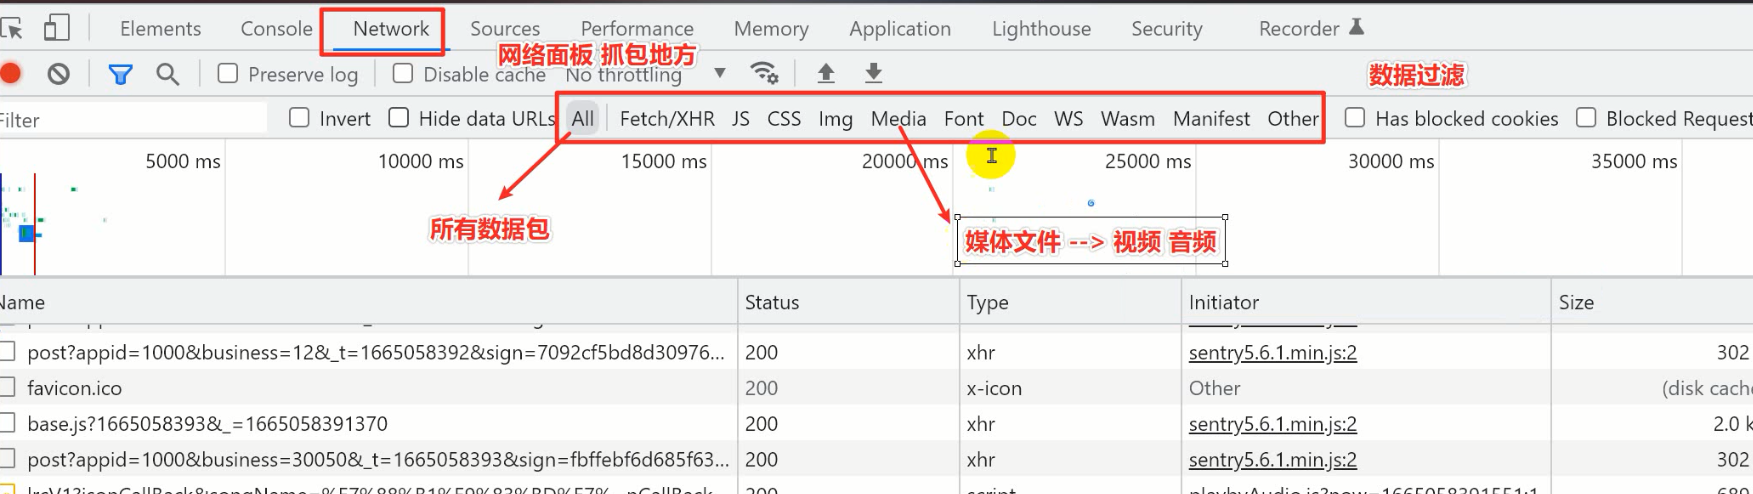 Elements Console Network Sources Performance Memory Application Lighthouse Security Recorder
网络面板 抓包地方
Preserve log Disable cache No throttling 数据过滤
Filter Invert Hide data URLs All Fetch/XHR JS CSS Img Media Font Doc WS Wasm Manifest Other Has blocked cookies Blocked Request
5000 ms 10000 ms 15000 ms 20000 ms 25000 ms 30000 ms 35000 ms
所有数据包
媒体文件 --> 视频 音频
Name Status Type Initiator Size
post?appid=1000&business=12&_t=1665058392&sign=7092cf5bd8d30976... 200 xhr sentry5.6.1.min.js:2 302
favicon.ico 200 x-icon Other (disk cache
base.js?1665058393&_=1665058391370 200 xhr sentry5.6.1.min.js:2 2.0 k
post?appid=1000&business=30050&_t=1665058393&sign=fbffebf6d685f63... 200 xhr sentry5.6.1.min.js:2 302
200 script